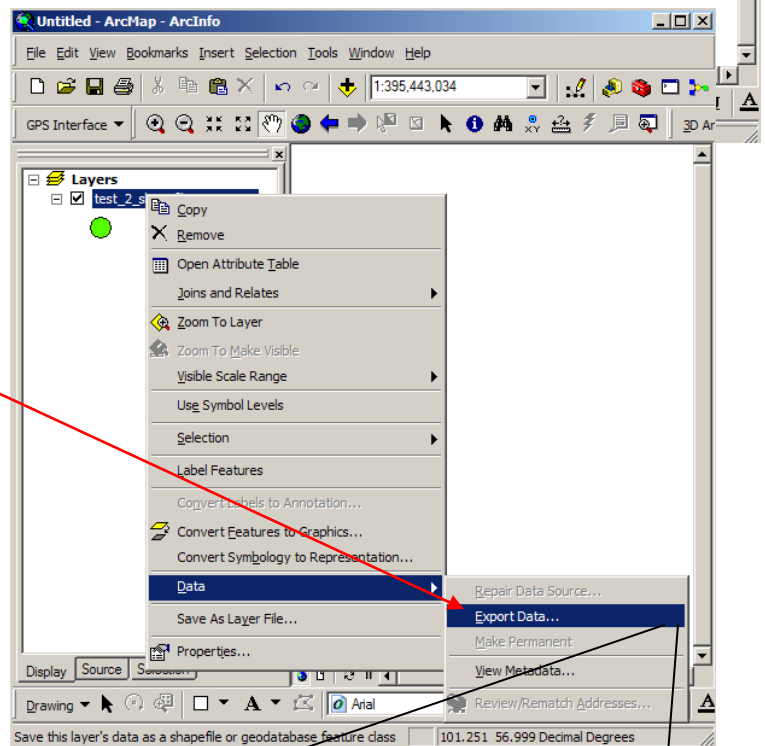 Untitled - ArcMap - ArcInfo
File Edit View Bookmarks Insert Selection Tools Window Help
1:395,443,034
GPS Interface
3D Ar
Layers
Copy
Remove
Open Attribute Table
Joins and Relates
Zoom To Layer
Zoom To Make Visible
Visible Scale Range
Use Symbol Levels
Selection
Label Features
Convert Labels to Annotation...
Convert Features to Graphics...
Convert Symbology to Representation...
Data
Repair Data Source...
Save As Layer File...
Export Data...
Make Permanent
Properties...
View Metadata...
Display Source
Drawing A Arial
Review/Rematch Addresses... A
Save this layer's data as a shapefile or geodatabase feature class 101.251 56.999 Decimal Degrees